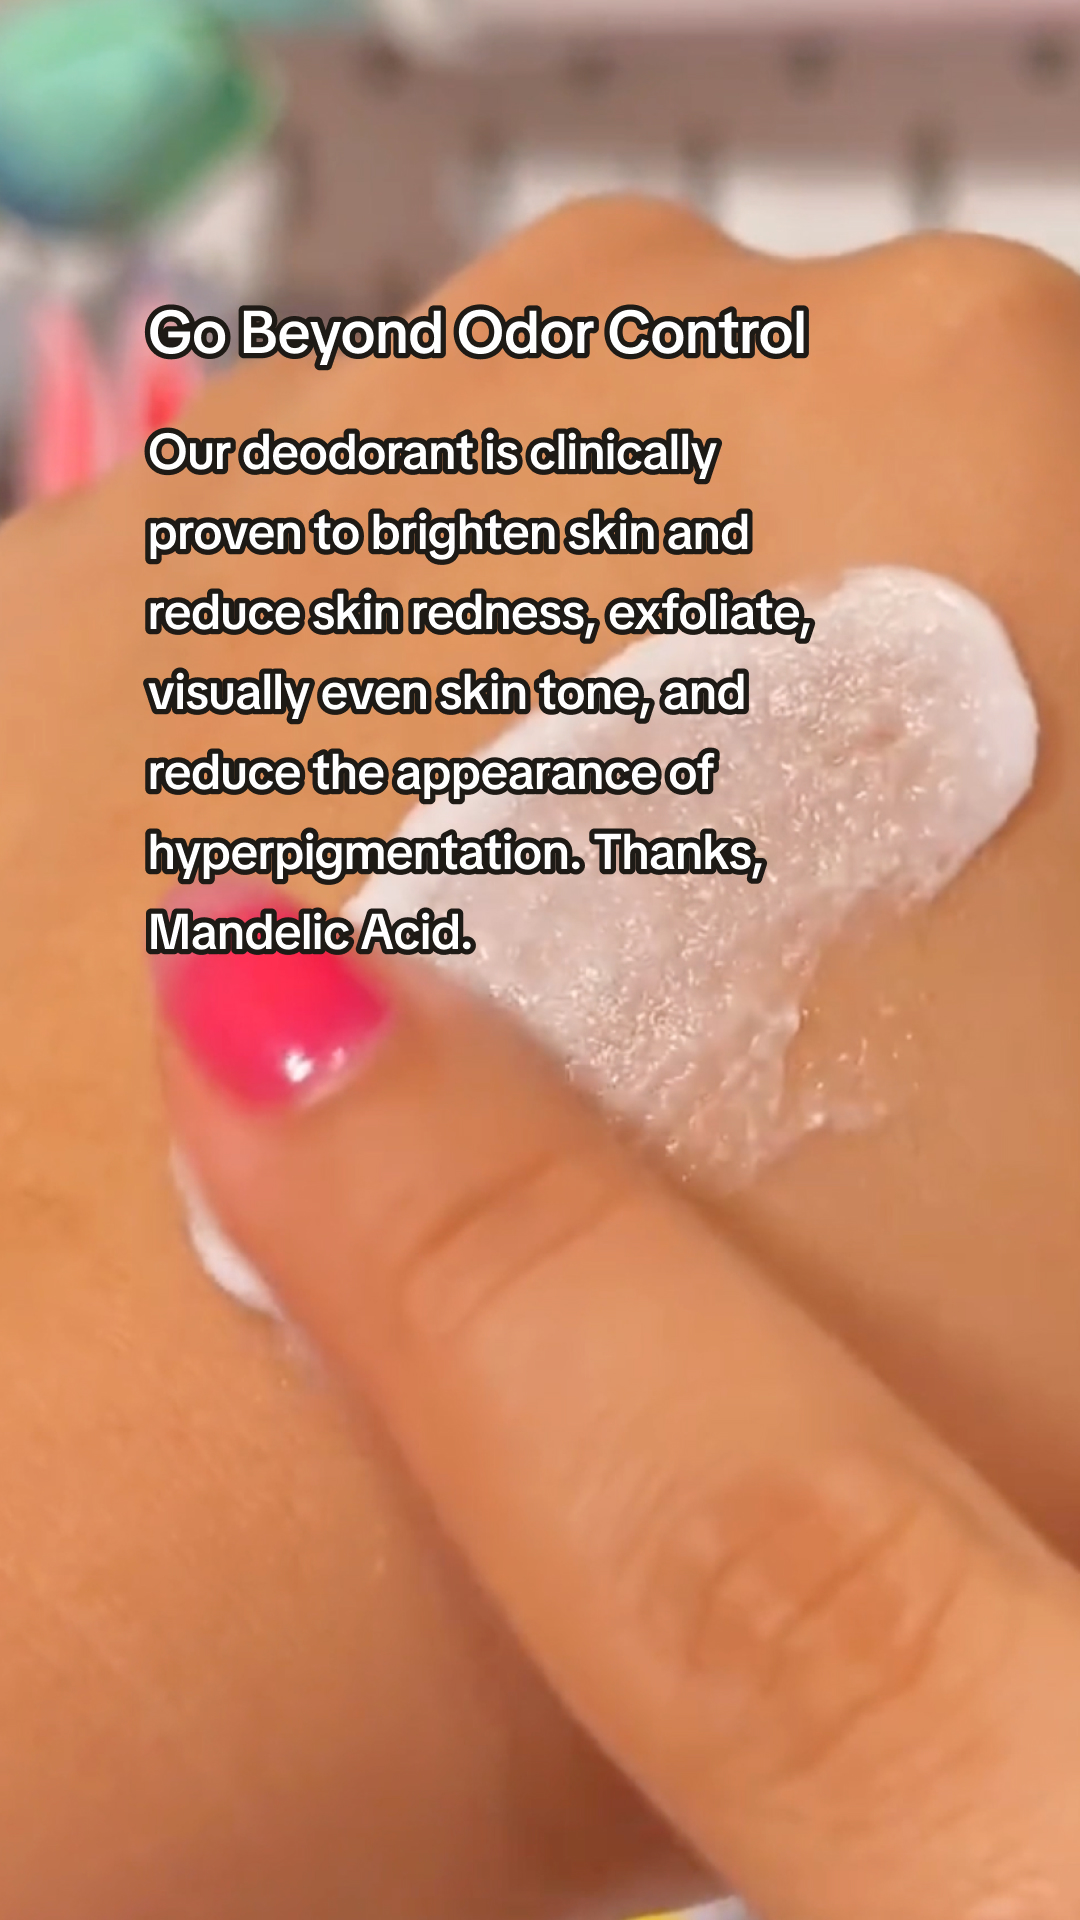 Go Beyond Odor Control
Our deodorant is clinically
proven to brighten skin and
reduce skin redness, exfoliate,
visually even skin tone, and
reduce the appearance of
hyperpigmentation. Thanks,
Mandelic Acid.